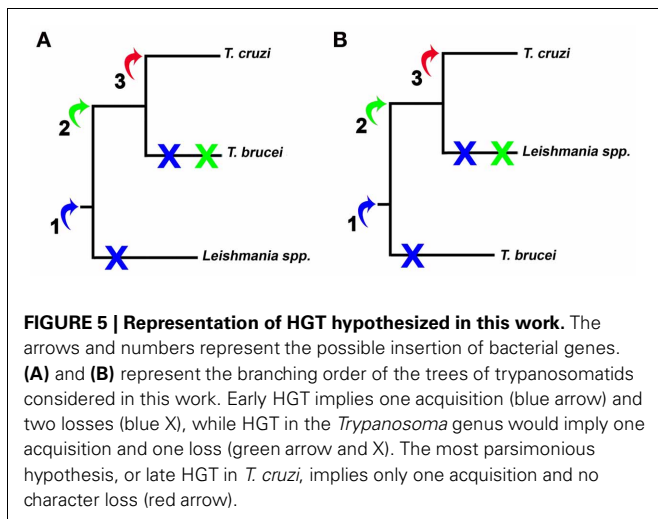 A
B
T. cruzi
T. cruzi
3
3
2
2
T. brucei
Leishmania spp.
1
1
Leishmania spp.
T. brucei
FIGURE 5 | Representation of HGT hypothesized in this work. The
arrows and numbers represent the possible insertion of bacterial genes.
(A) and (B) represent the branching order of the trees of trypanosomatids
considered in this work. Early HGT implies one acquisition (blue arrow) and
two losses (blue X), while HGT in the Trypanosoma genus would imply one
acquisition and one loss (green arrow and X). The most parsimonious
hypothesis, or late HGT in T. cruzi, implies only one acquisition and no
character loss (red arrow).